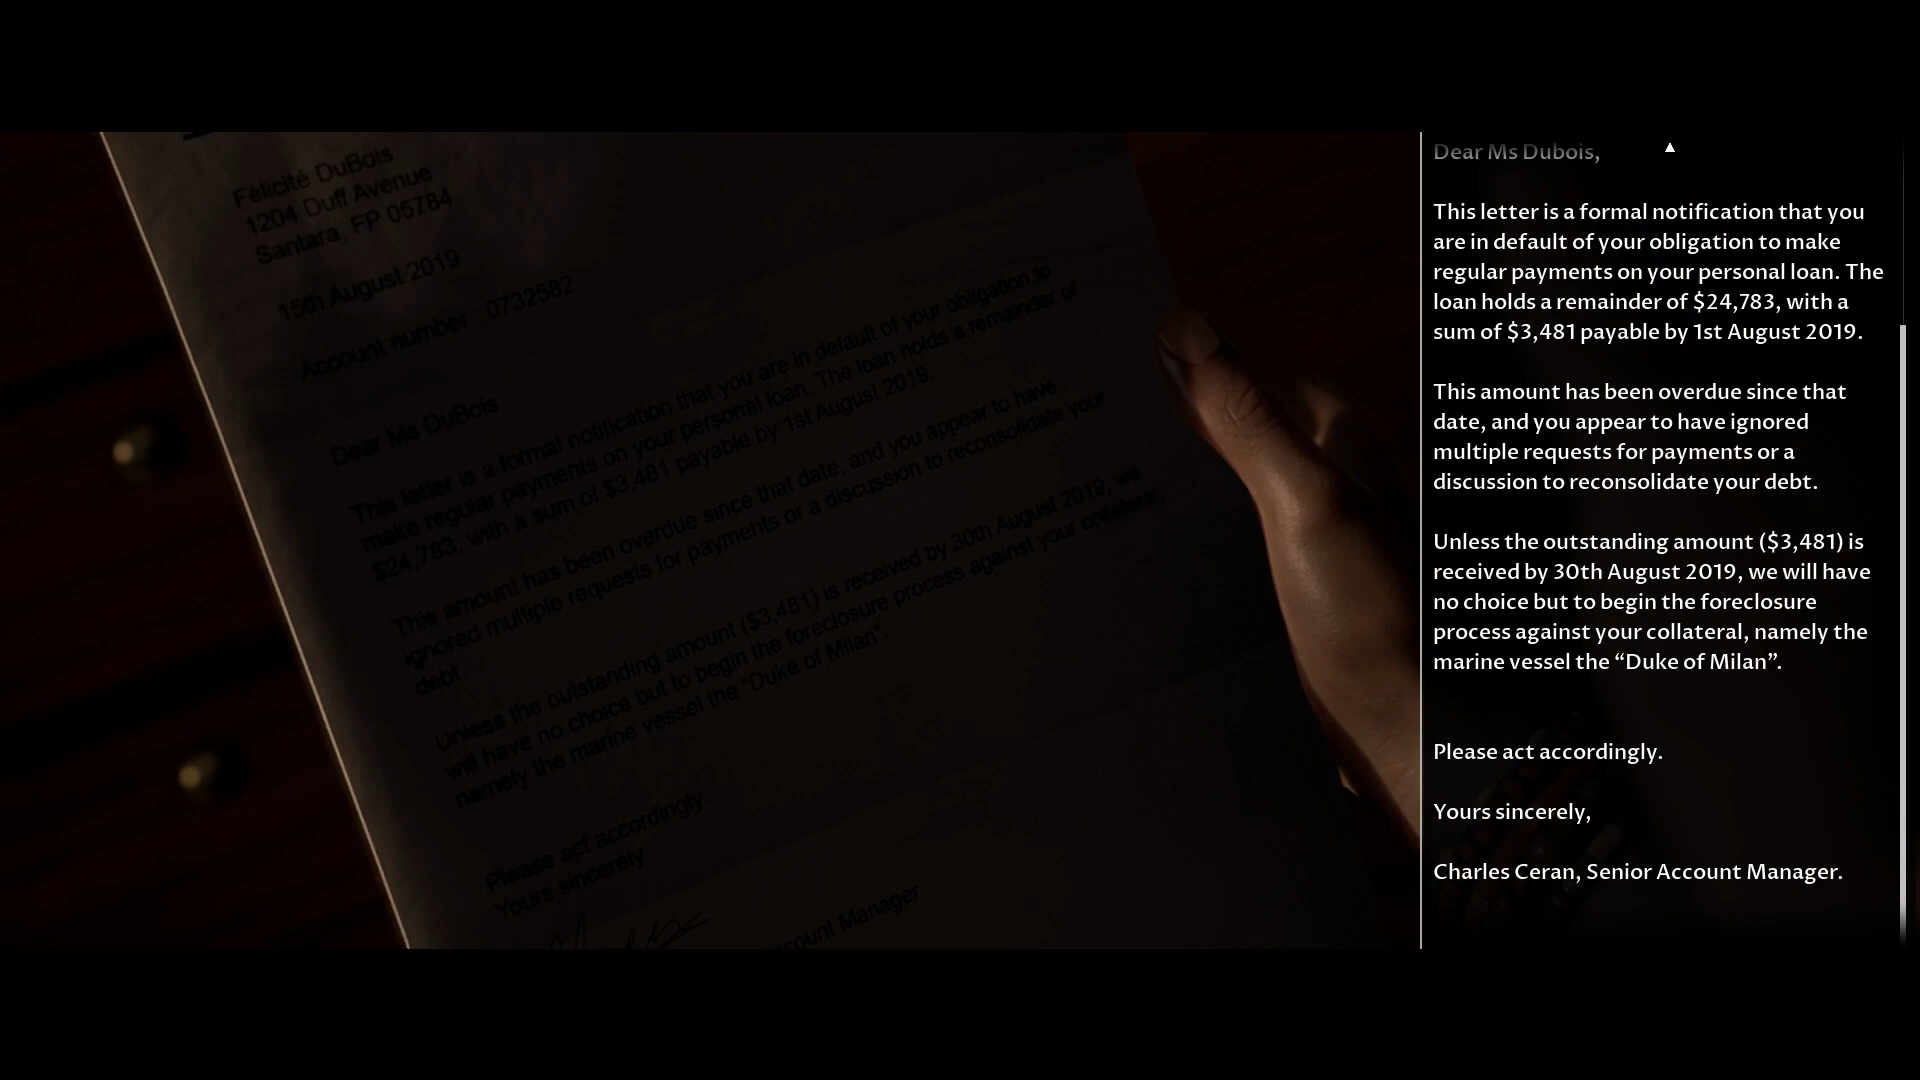 Félicité DuBois
1204 Duff Avenue
Santara, FP 05784
15th August 2019
Account number : 0732582
Dear Ms DuBois
This letter is a formal notification that you are in default of your obligation to
make regular payments on your personal loan. The loan holds a remainder of
$24,783, with a sum of $3,481 payable by 1st August 2019.
This amount has been overdue since that date, and you appear to have
ignored multiple requests for payments or a discussion to reconsolidate your
debt.
Unless the outstanding amount ($3,481) is received by 30th August 2019, we
will have no choice but to begin the foreclosure process against your collateral,
namely the marine vessel the "Duke of Milan".
Please act accordingly.
Yours sincerely
Account Manager.
Dear Ms Dubois,
This letter is a formal notification that you
are in default of your obligation to make
regular payments on your personal loan. The
loan holds a remainder of $24,783, with a
sum of $3,481 payable by 1st August 2019.
This amount has been overdue since that
date, and you appear to have ignored
multiple requests for payments or a
discussion to reconsolidate your debt.
Unless the outstanding amount ($3,481) is
received by 30th August 2019, we will have
no choice but to begin the foreclosure
process against your collateral, namely the
marine vessel the “Duke of Milan”.
Please act accordingly.
Yours sincerely,
Charles Ceran, Senior Account Manager.